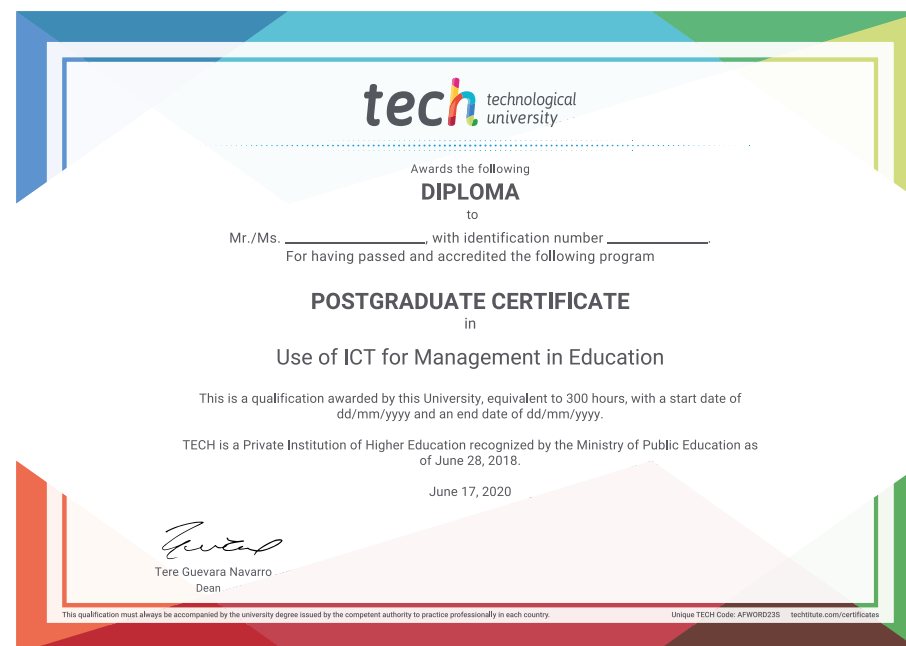 tech technological
university
Awards the following
DIPLOMA
to
Mr./Ms. ____________________, with identification number ______________.
For having passed and accredited the following program
POSTGRADUATE CERTIFICATE
in
Use of ICT for Management in Education
This is a qualification awarded by this University, equivalent to 300 hours, with a start date of
dd/mm/yyyy and an end date of dd/mm/yyyy.
TECH is a Private Institution of Higher Education recognized by the Ministry of Public Education as
of June 28, 2018.
June 17, 2020
Tere Guevara Navarro
Dean
This qualification must always be accompanied by the university degree issued by the competent authority to practice professionally in each country. Unique TECH Code: AFWORD23S techtitute.com/certificates